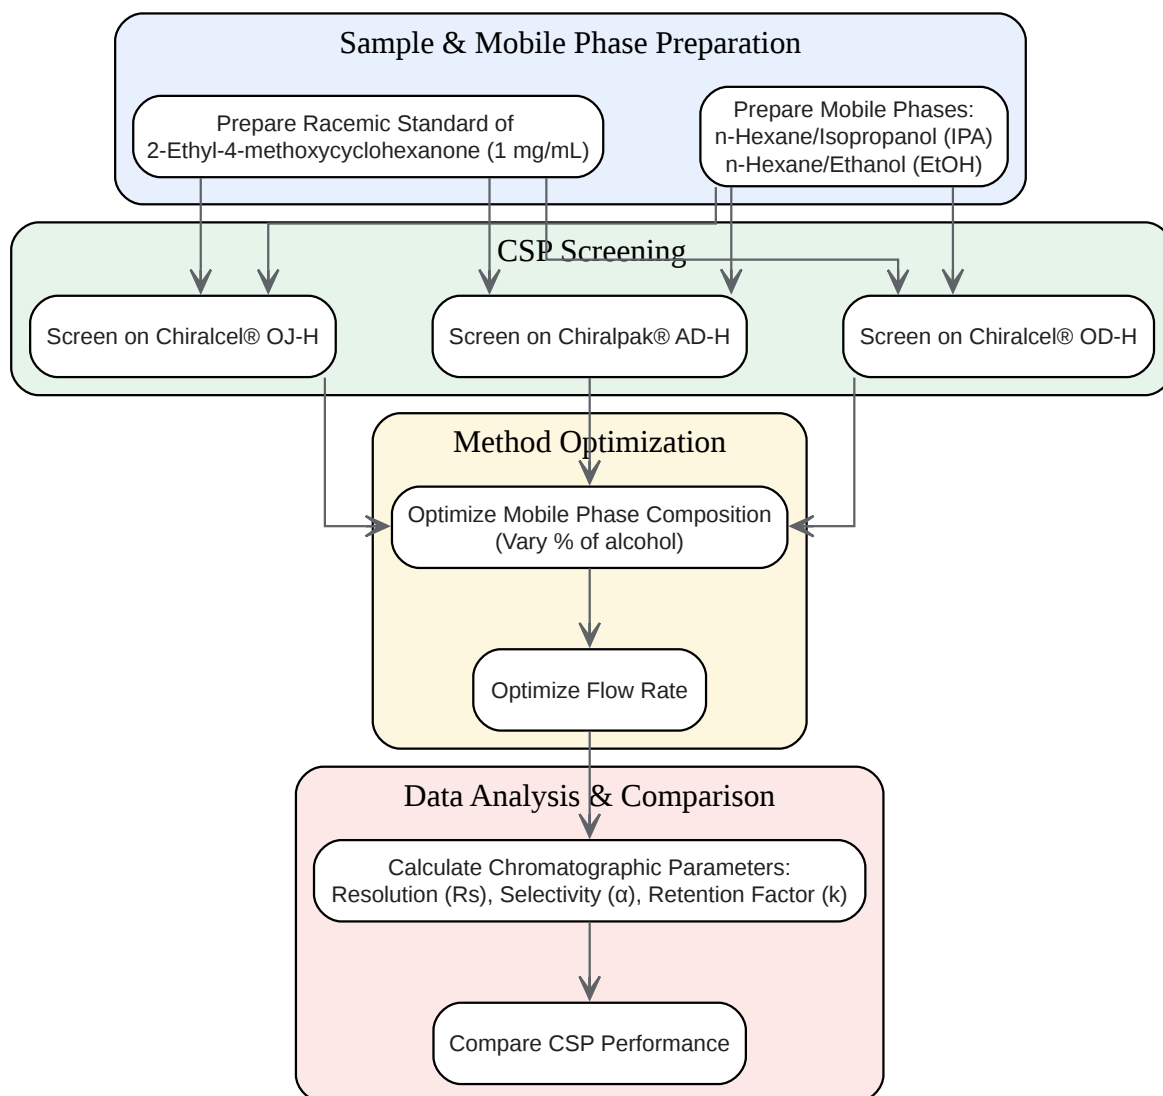 Sample & Mobile Phase Preparation
Prepare Racemic Standard of
2-Ethyl-4-methoxycyclohexanone (1 mg/mL)
Prepare Mobile Phases:
n-Hexane/Isopropanol (IPA)
n-Hexane/Ethanol (EtOH)
CSP Screening
Screen on Chiralcel® OJ-H
Screen on Chiralpak® AD-H
Screen on Chiralcel® OD-H
Method Optimization
Optimize Mobile Phase Composition
(Vary % of alcohol)
Optimize Flow Rate
Data Analysis & Comparison
Calculate Chromatographic Parameters:
Resolution (Rs), Selectivity (α), Retention Factor (k)
Compare CSP Performance